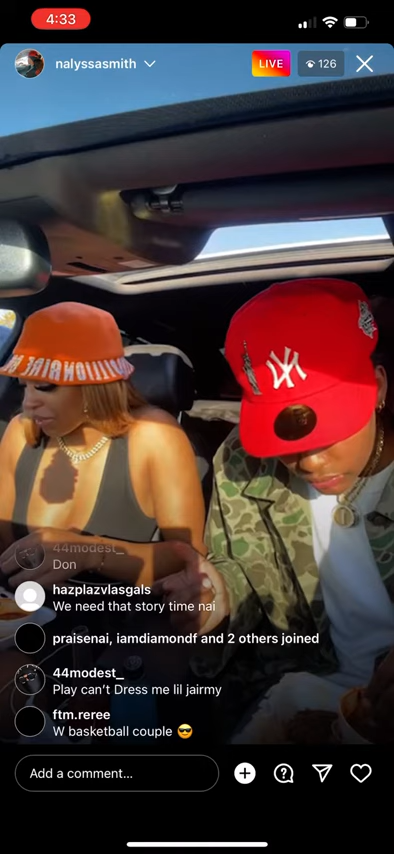 4:33
nalyssasmith
LIVE
126
NY
44modest_
Don
hazplazvlasgals
We need that story time nai
praisenai, iamdiamondf and 2 others joined
44modest_
Play can't Dress me lil jairmy
ftm.reree
W basketball couple 😎
Add a comment...